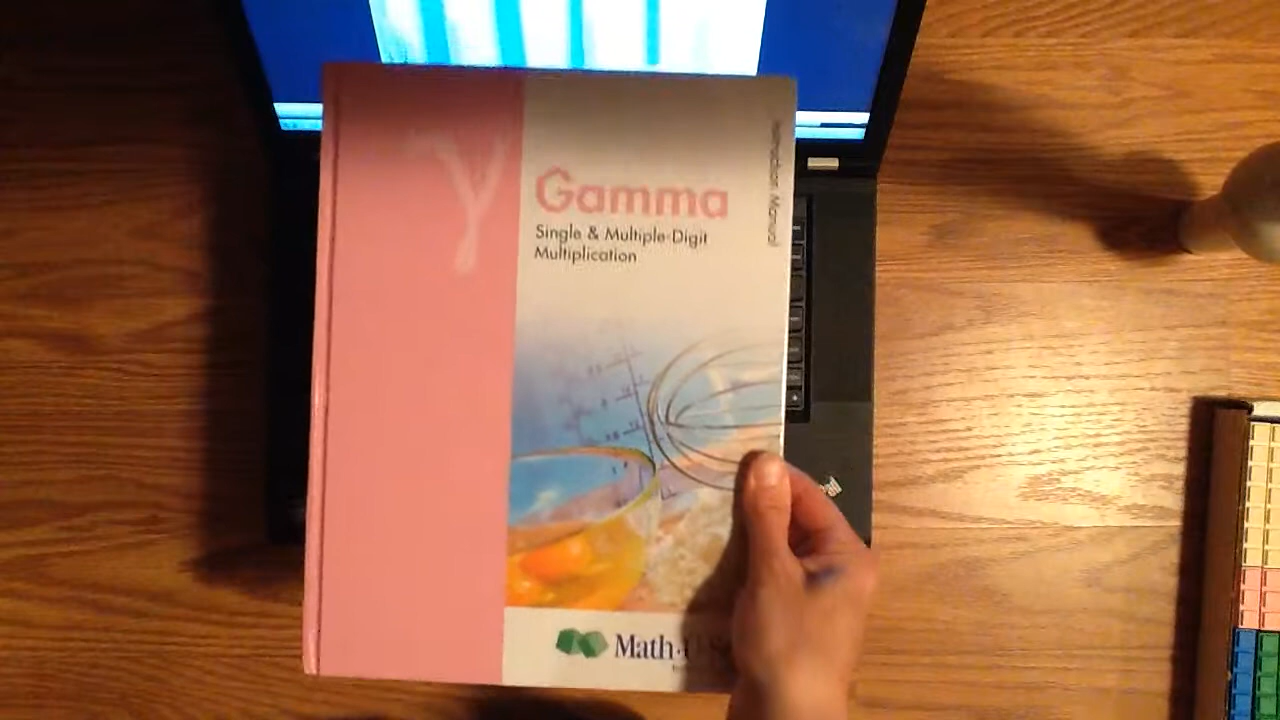 γ
Gamma
Single & Multiple-Digit
Multiplication
Instruction Manual
Math·U·S